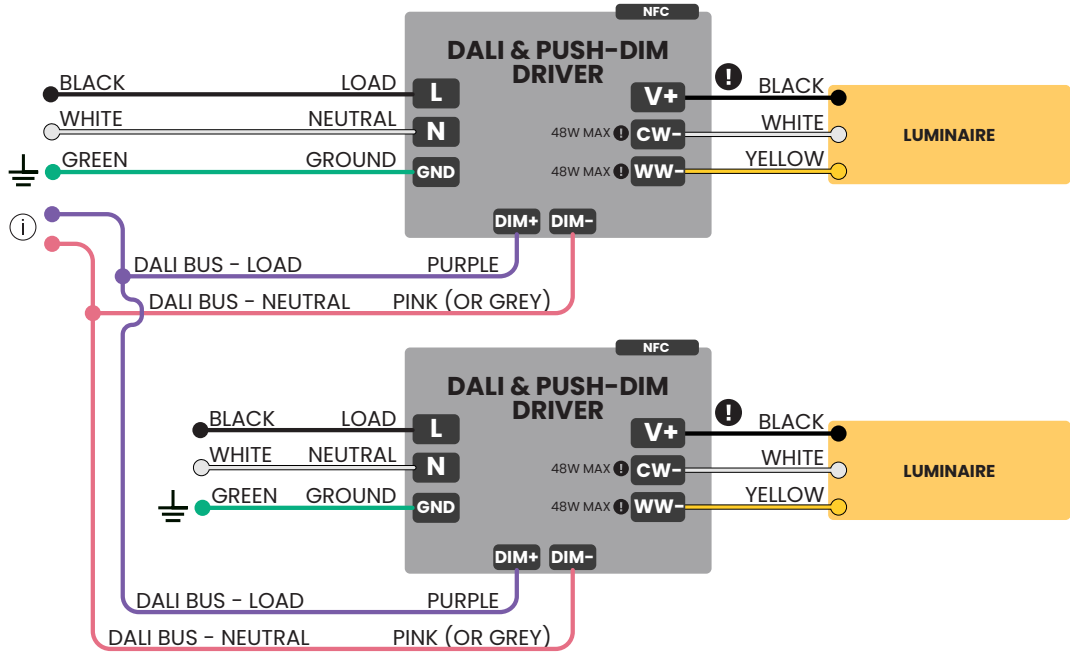 NFC
DALI & PUSH-DIM
DRIVER
BLACK LOAD L
WHITE NEUTRAL N
GREEN GROUND GND
! V+ BLACK
48W MAX ! CW- WHITE
48W MAX ! WW- YELLOW
LUMINAIRE
i
DIM+ DIM-
DALI BUS - LOAD PURPLE
DALI BUS - NEUTRAL PINK (OR GREY)
NFC
DALI & PUSH-DIM
DRIVER
BLACK LOAD L
WHITE NEUTRAL N
GREEN GROUND GND
! V+ BLACK
48W MAX ! CW- WHITE
48W MAX ! WW- YELLOW
LUMINAIRE
DIM+ DIM-
DALI BUS - LOAD PURPLE
DALI BUS - NEUTRAL PINK (OR GREY)